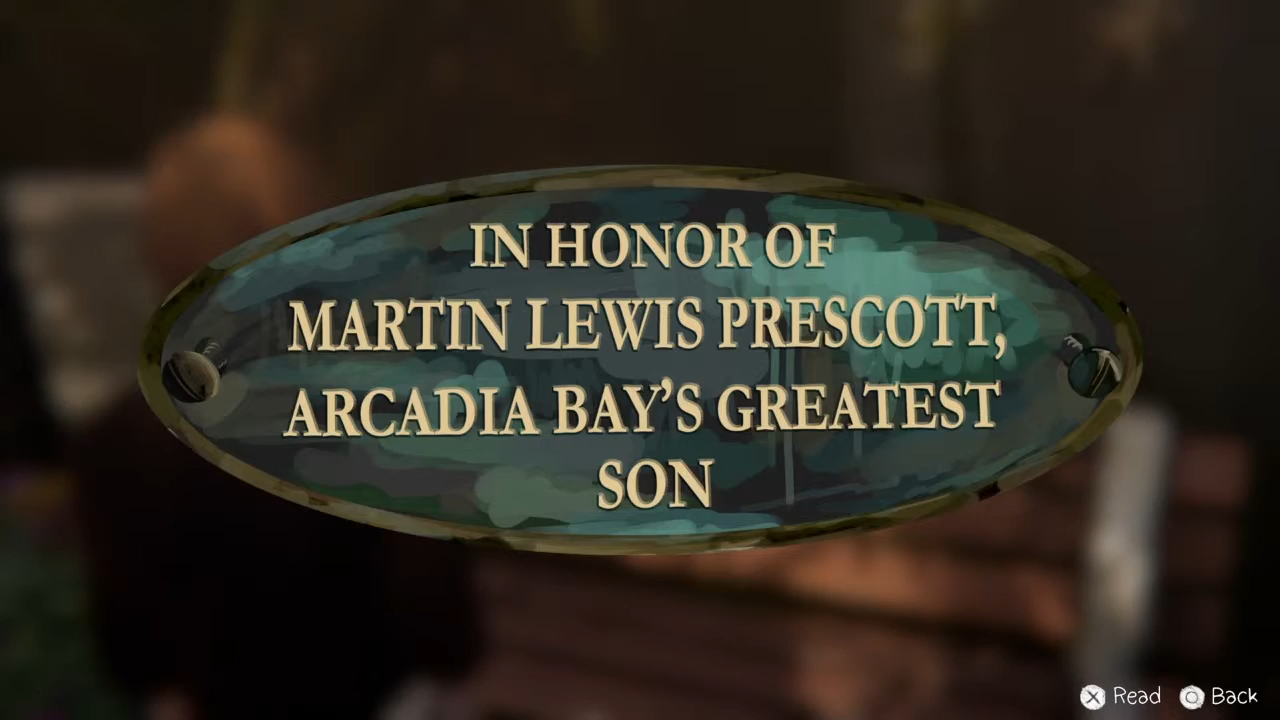 IN HONOR OF
MARTIN LEWIS PRESCOTT,
ARCADIA BAY'S GREATEST
SON
Read Back